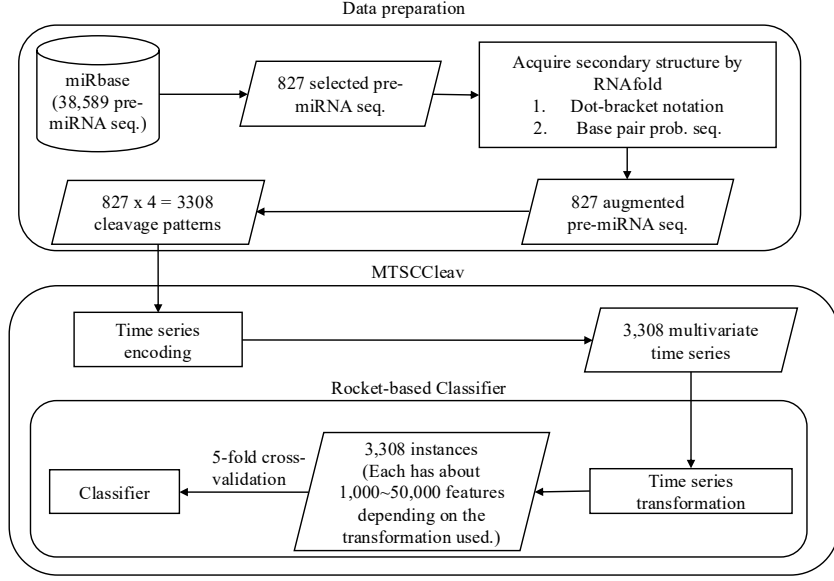 Data preparation
miRbase
(38,589 pre-
miRNA seq.)
827 selected pre-
miRNA seq.
Acquire secondary structure by
RNAfold
1. Dot-bracket notation
2. Base pair prob. seq.
827 augmented
pre-miRNA seq.
827 x 4 = 3308
cleavage patterns
MTSCCleav
Time series
encoding
3,308 multivariate
time series
Rocket-based Classifier
Time series
transformation
3,308 instances
(Each has about
1,000~50,000 features
depending on the
transformation used.)
5-fold cross-
validation
Classifier